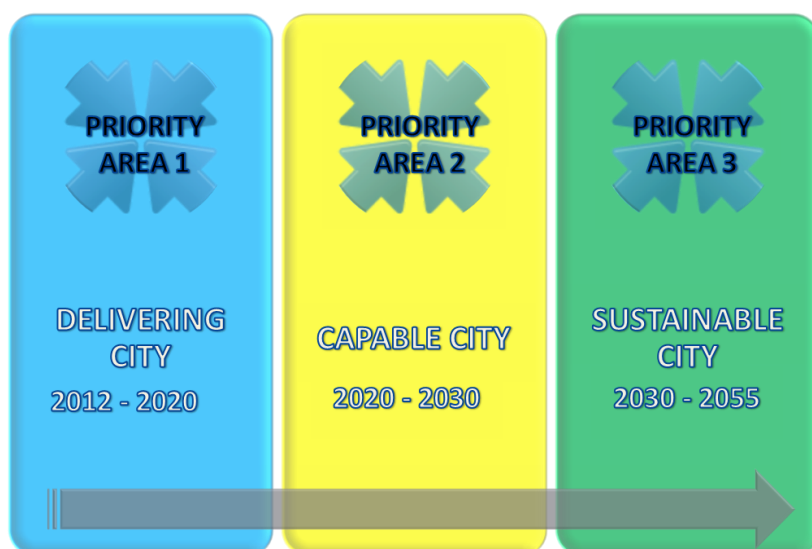 PRIORITY
AREA 1
DELIVERING
CITY
2012 - 2020
PRIORITY
AREA 2
CAPABLE CITY
2020 - 2030
PRIORITY
AREA 3
SUSTAINABLE
CITY
2030 - 2055